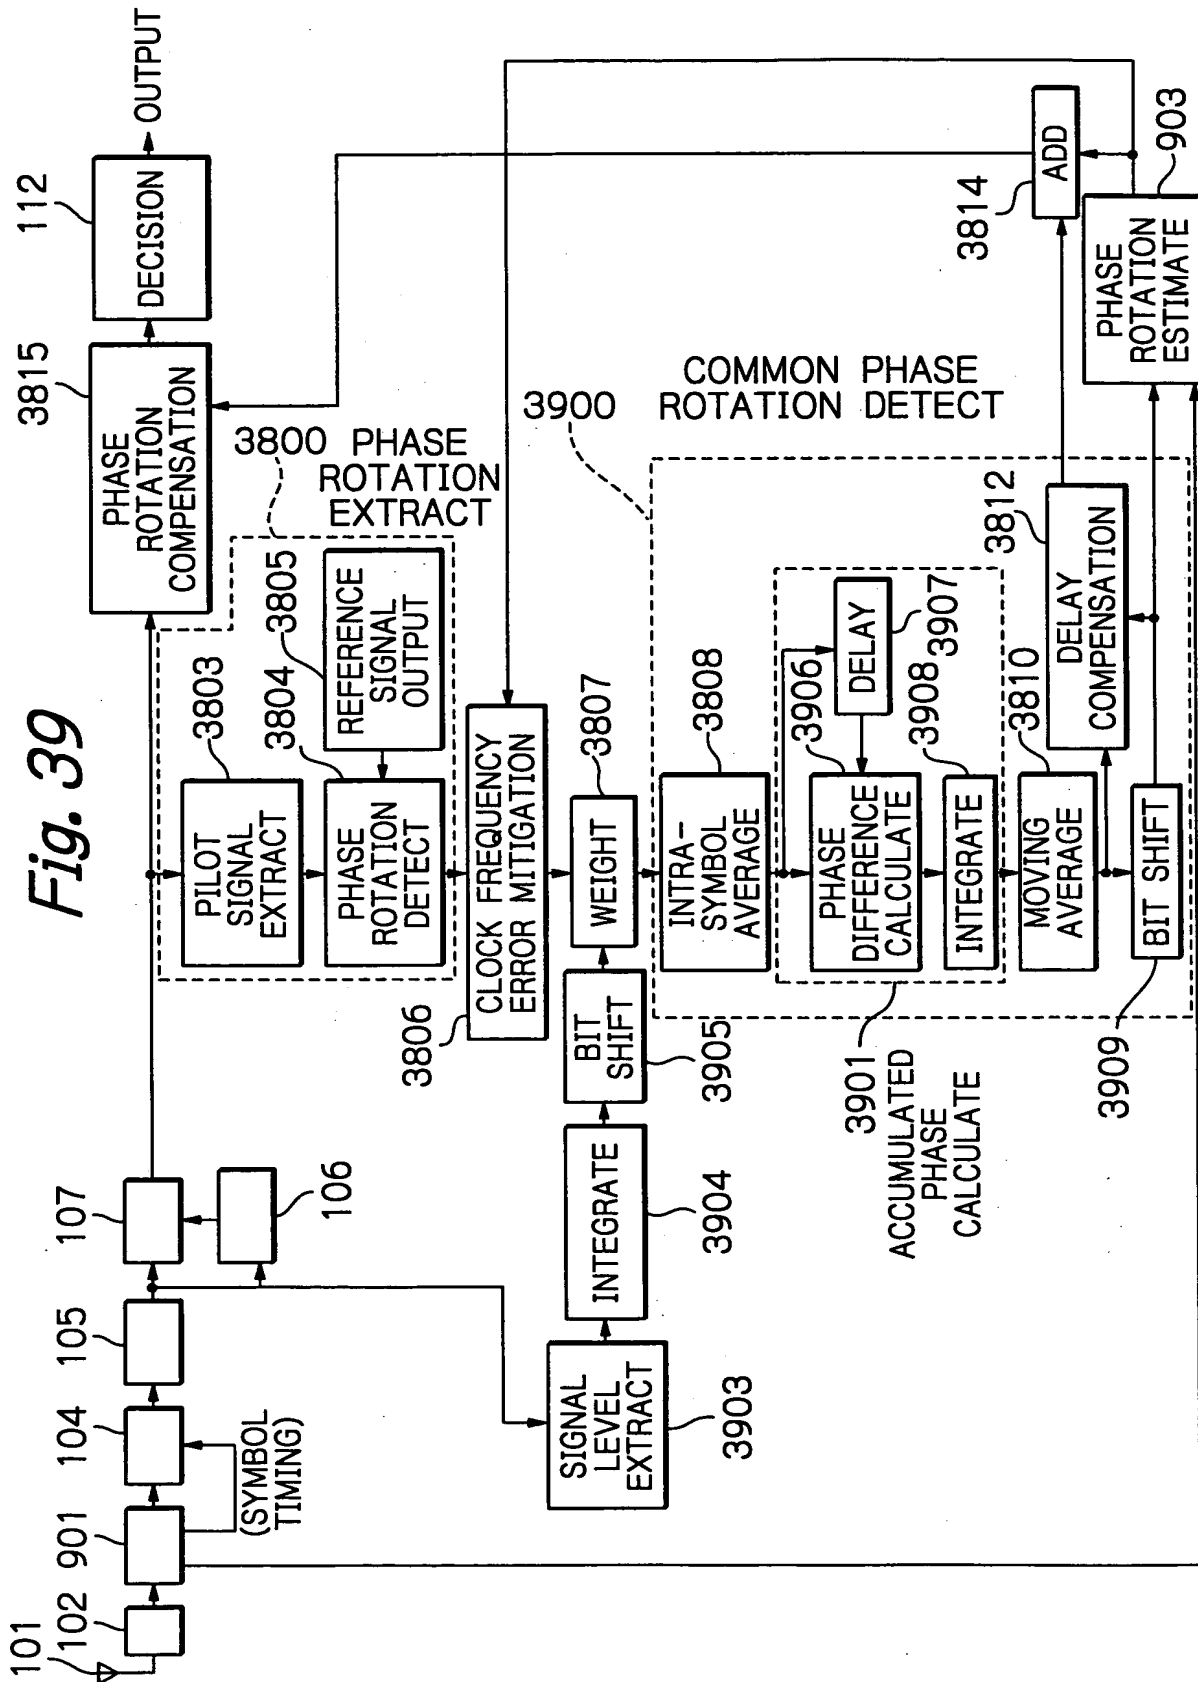 Fig. 39
101
102
901
104
105
107
106
(SYMBOL
TIMING)
3815
PHASE
ROTATION
COMPENSATION
112
DECISION
OUTPUT
3800
PHASE
ROTATION
EXTRACT
3803
PILOT
SIGNAL
EXTRACT
3804
PHASE
ROTATION
DETECT
3805
REFERENCE
SIGNAL
OUTPUT
3806
CLOCK FREQUENCY
ERROR MITIGATION
3903
SIGNAL
LEVEL
EXTRACT
3904
INTEGRATE
3905
BIT
SHIFT
3807
WEIGHT
3900
COMMON PHASE
ROTATION DETECT
3808
INTRA-
SYMBOL
AVERAGE
3901
ACCUMULATED
PHASE
CALCULATE
3906
PHASE
DIFFERENCE
CALCULATE
3907
DELAY
3908
INTEGRATE
3810
MOVING
AVERAGE
3812
DELAY
COMPENSATION
3909
BIT SHIFT
3814
ADD
903
PHASE
ROTATION
ESTIMATE